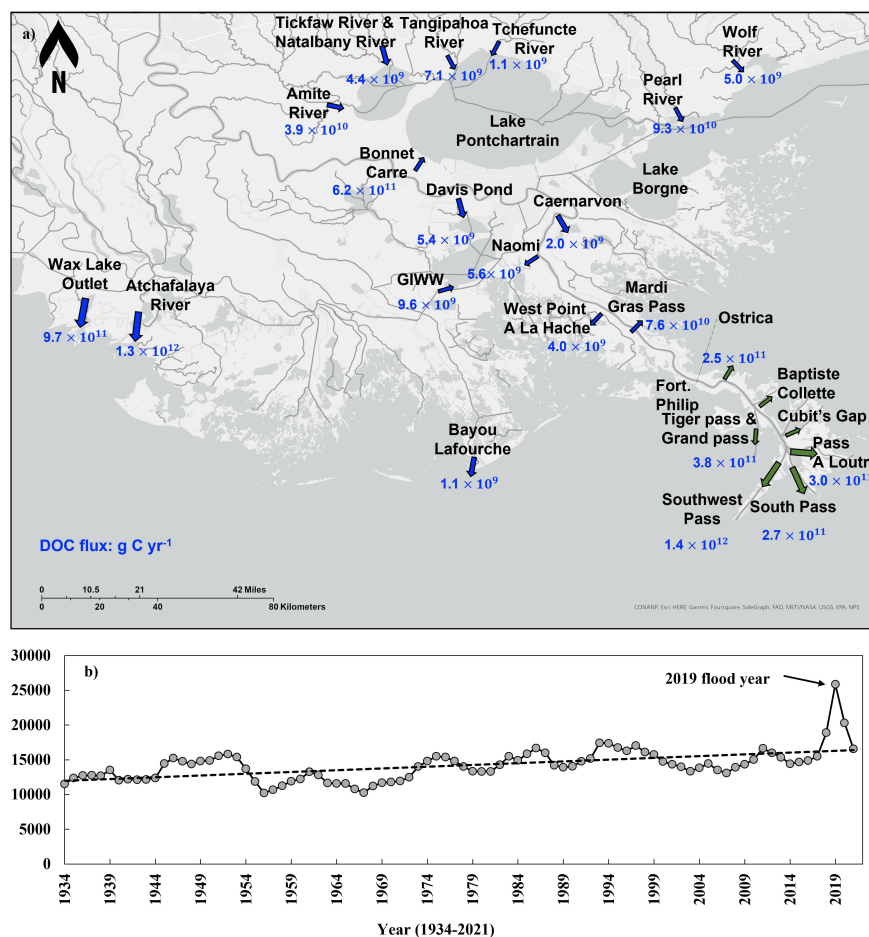 a)
N
Tickfaw River &
Natalbany River
4.4 × 10⁹
Tangipahoa
River
7.1 × 10⁹
Tchefuncte
River
1.1 × 10⁹
Wolf
River
5.0 × 10⁹
Amite
River
3.9 × 10¹⁰
Pearl
River
9.3 × 10¹⁰
Lake
Pontchartrain
Bonnet
Carre
6.2 × 10¹¹
Lake
Borgne
Davis Pond
5.4 × 10⁹
Caernarvon
2.0 × 10⁹
Naomi
5.6 × 10⁹
Wax Lake
Outlet
9.7 × 10¹¹
Atchafalaya
River
1.3 × 10¹²
GIWW
9.6 × 10⁹
West Point
A La Hache
4.0 × 10⁹
Mardi
Gras Pass
7.6 × 10¹⁰
Ostrica
2.5 × 10¹¹
Fort.
Philip
Baptiste
Collette
Cubit's Gap
Tiger pass &
Grand pass
3.8 × 10¹¹
Pass
A Loutr
3.0 × 10¹
Bayou
Lafourche
1.1 × 10⁹
Southwest
Pass
1.4 × 10¹²
South Pass
2.7 × 10¹¹
DOC flux: g C yr⁻¹
0 10.5 21 42 Miles
0 20 40 80 Kilometers
CONANP, Esri, HERE, Garmin, Foursquare, SafeGraph, FAO, METI/NASA, USGS, EPA, NPS
b)
2019 flood year
30000
25000
20000
15000
10000
5000
0
1934 1939 1944 1949 1954 1959 1964 1969 1974 1979 1984 1989 1994 1999 2004 2009 2014 2019
Year (1934-2021)